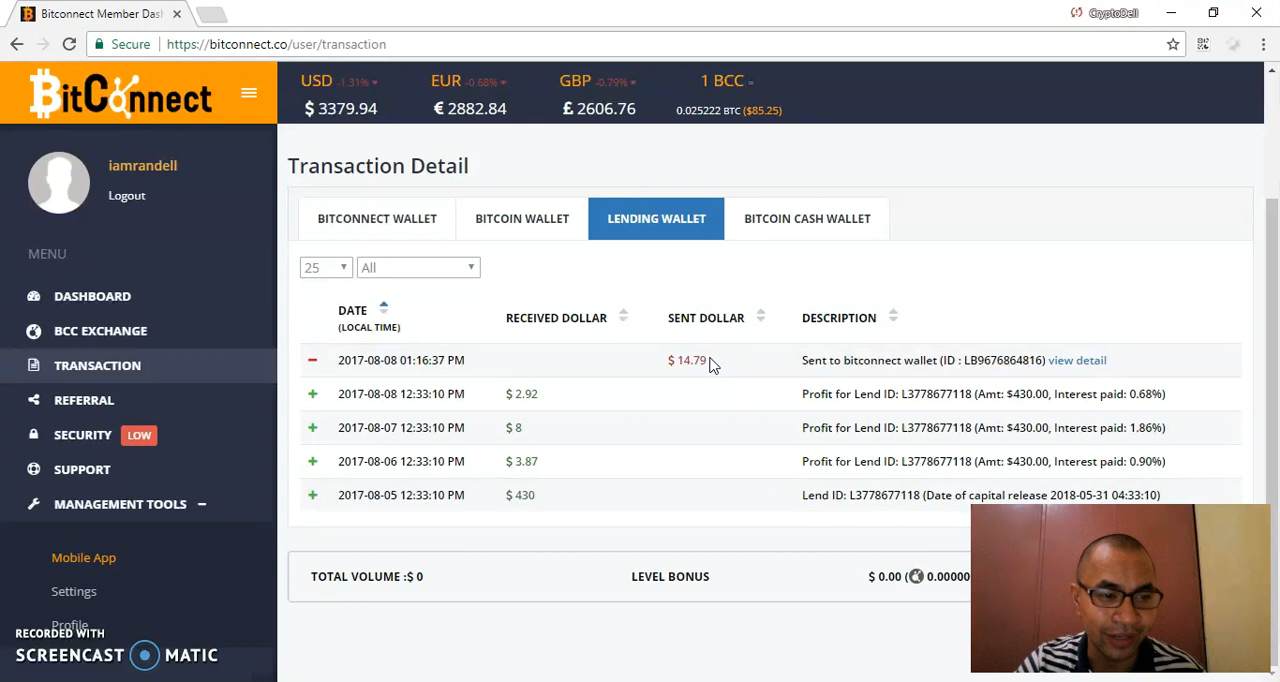 Bitconnect Member Das
CryptoDell
Secure
https://bitconnect.co/user/transaction
BitConnect
USD -1.31%
EUR -0.68%
GBP -0.79%
1 BCC =
$ 3379.94
€ 2882.84
£ 2606.76
0.025222 BTC ($85.25)
iamrandell
Logout
MENU
DASHBOARD
BCC EXCHANGE
TRANSACTION
REFERRAL
SECURITY LOW
SUPPORT
MANAGEMENT TOOLS
Mobile App
Settings
Profile
RECORDED WITH
SCREENCAST MATIC
Transaction Detail
BITCONNECT WALLET
BITCOIN WALLET
LENDING WALLET
BITCOIN CASH WALLET
25
All
DATE
(LOCAL TIME)
RECEIVED DOLLAR
SENT DOLLAR
DESCRIPTION
2017-08-08 01:16:37 PM $ 14.79 Sent to bitconnect wallet (ID : LB9676864816) view detail
2017-08-08 12:33:10 PM $ 2.92 Profit for Lend ID: L3778677118 (Amt: $430.00, Interest paid: 0.68%)
2017-08-07 12:33:10 PM $ 8 Profit for Lend ID: L3778677118 (Amt: $430.00, Interest paid: 1.86%)
2017-08-06 12:33:10 PM $ 3.87 Profit for Lend ID: L3778677118 (Amt: $430.00, Interest paid: 0.90%)
2017-08-05 12:33:10 PM $ 430 Lend ID: L3778677118 (Date of capital release 2018-05-31 04:33:10)
TOTAL VOLUME :$ 0
LEVEL BONUS
$ 0.00 ( 0.00000